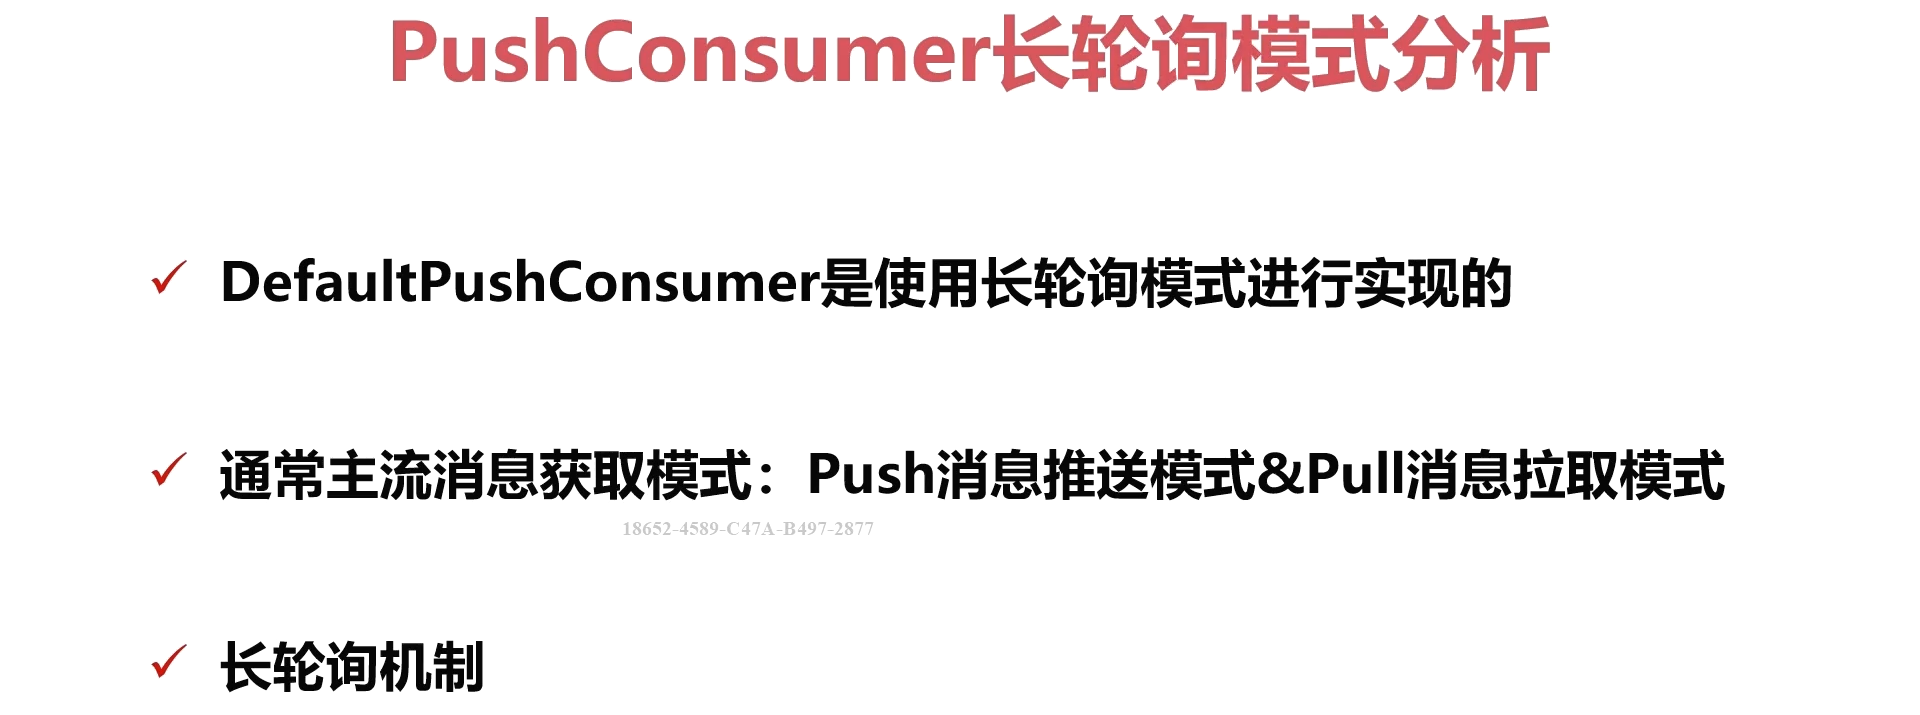 PushConsumer长轮询模式分析
DefaultPushConsumer是使用长轮询模式进行实现的
通常主流消息获取模式：Push消息推送模式&Pull消息拉取模式
18652-4589-C47A-B497-2877
长轮询机制